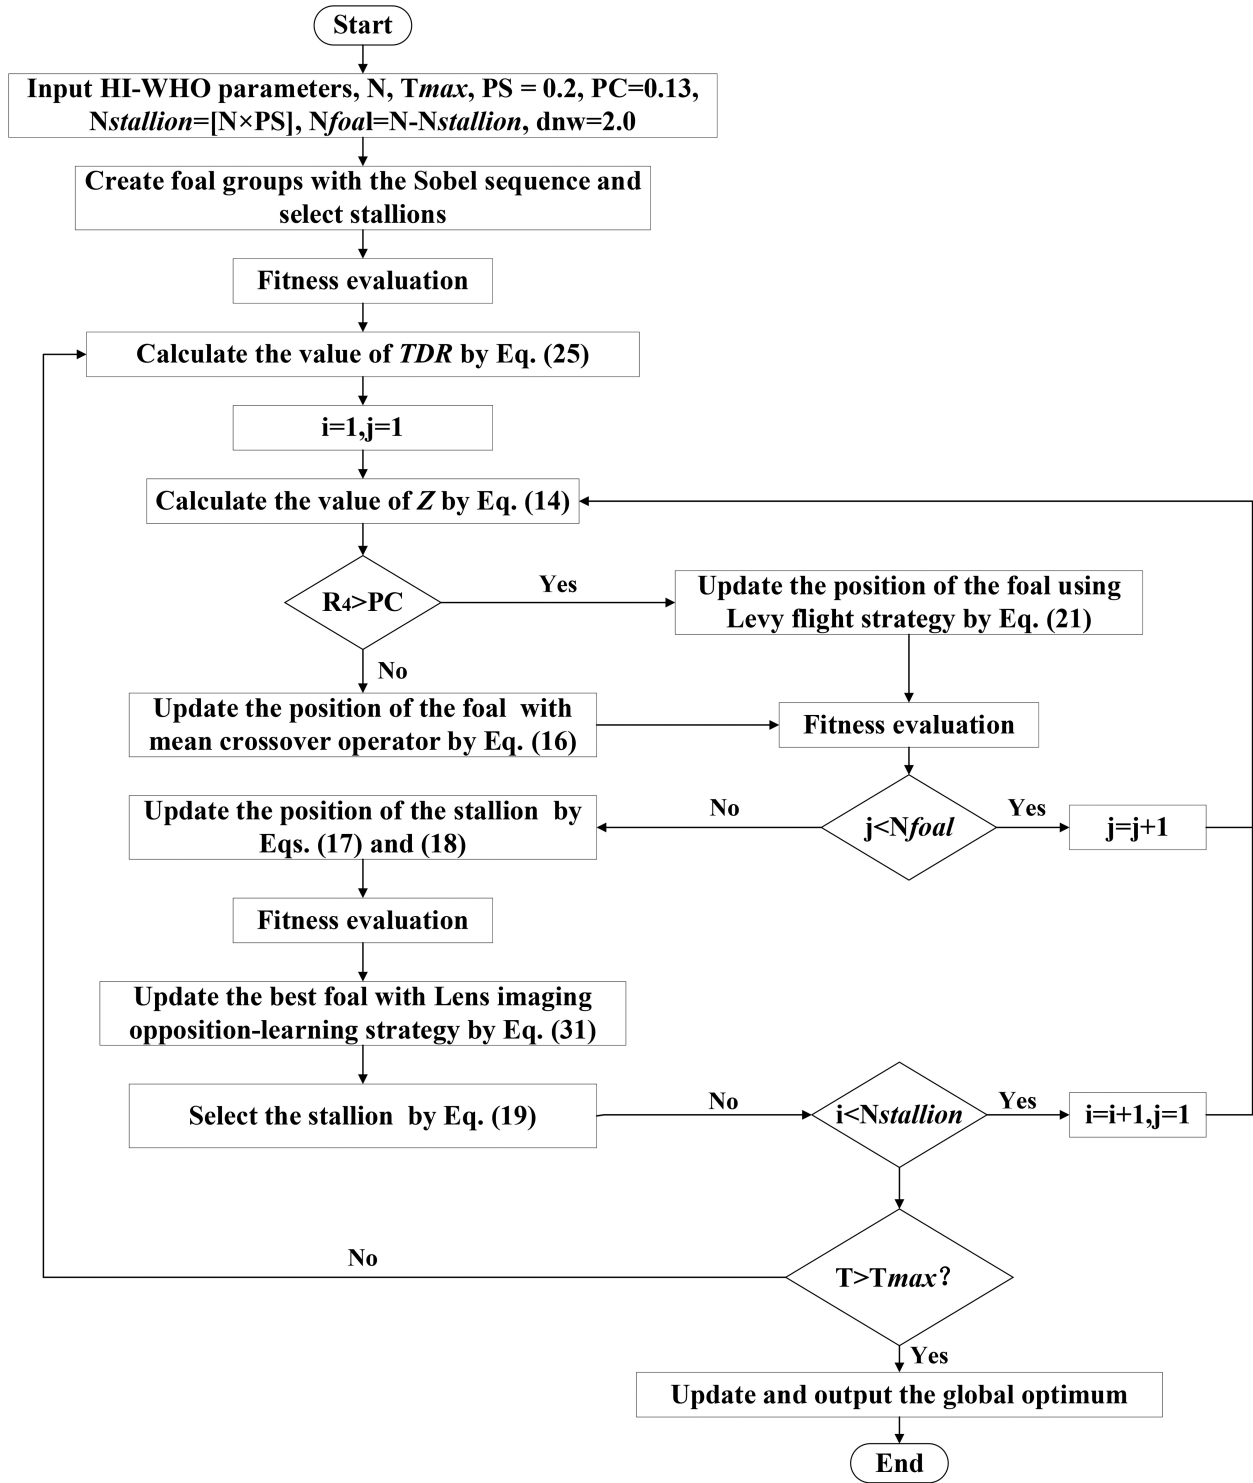 Start
Input HI-WHO parameters, N, Tmax, PS = 0.2, PC=0.13,
Nstallion=[N×PS], Nfoal=N-Nstallion, dnw=2.0
Create foal groups with the Sobel sequence and
select stallions
Fitness evaluation
Calculate the value of TDR by Eq. (25)
i=1,j=1
Calculate the value of Z by Eq. (14)
R4>PC
Yes
Update the position of the foal using
Levy flight strategy by Eq. (21)
No
Update the position of the foal with
mean crossover operator by Eq. (16)
Fitness evaluation
Update the position of the stallion by
Eqs. (17) and (18)
No
j<Nfoal
Yes
j=j+1
Fitness evaluation
Update the best foal with Lens imaging
opposition-learning strategy by Eq. (31)
Select the stallion by Eq. (19)
No
i<Nstallion
Yes
i=i+1,j=1
No
T>Tmax?
Yes
Update and output the global optimum
End